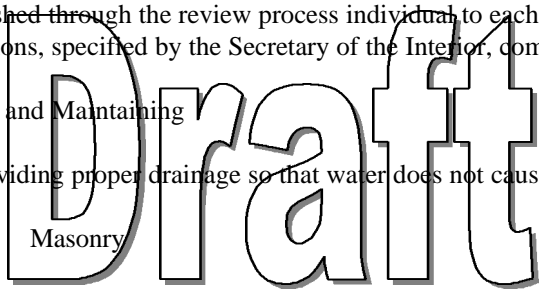 shed through the review process individual to each
ons, specified by the Secretary of the Interior, com
and Maintaining
viding proper drainage so that water does not caus
Masonry
Draft